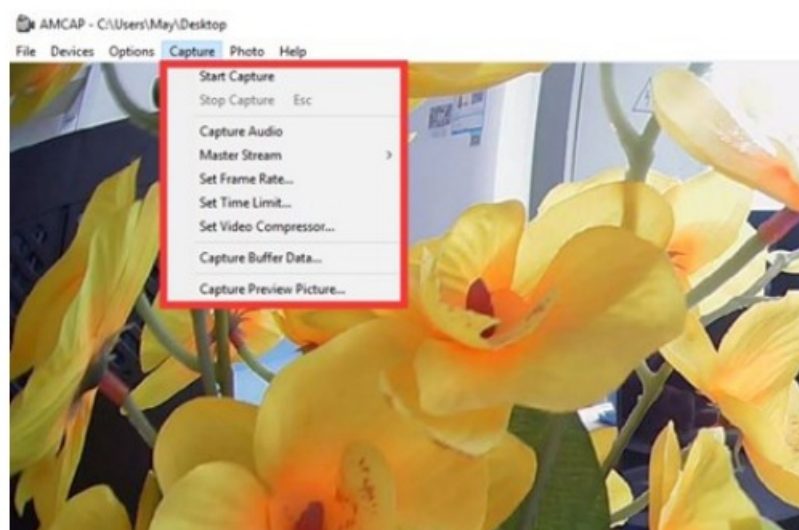 AMCAP - C:\Users\May\Desktop
File Devices Options Capture Photo Help
Start Capture
Stop Capture Esc
Capture Audio
Master Stream >
Set Frame Rate...
Set Time Limit...
Set Video Compressor...
Capture Buffer Data...
Capture Preview Picture...